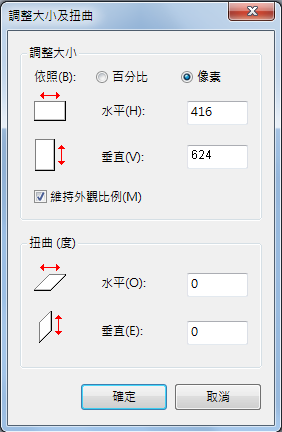 調整大小及扭曲
調整大小
依照(B): 百分比 像素
水平(H): 416
垂直(V): 624
維持外觀比例(M)
扭曲 (度)
水平(O): 0
垂直(E): 0
確定 取消